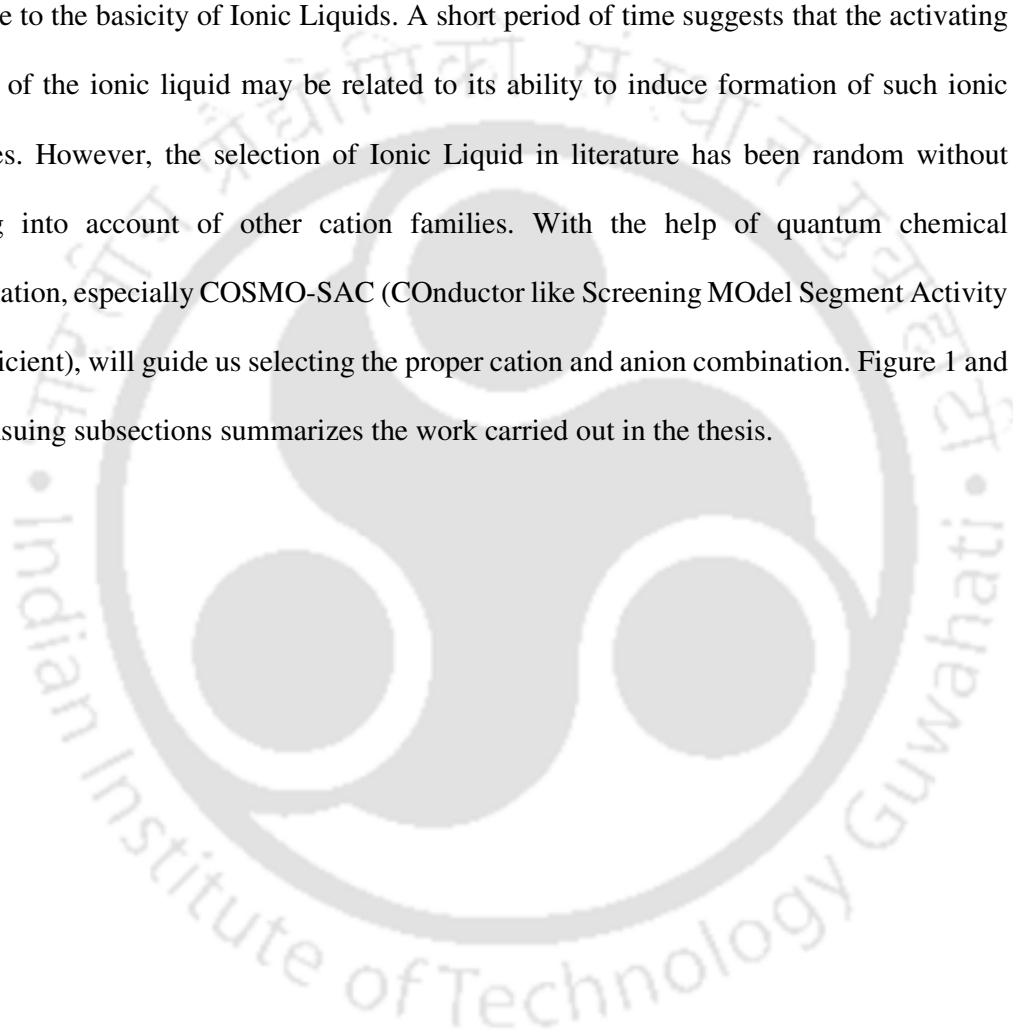 e to the basicity of Ionic Liquids. A short period of time suggests that the activating
of the ionic liquid may be related to its ability to induce formation of such ionic
es. However, the selection of Ionic Liquid in literature has been random without
g into account of other cation families. With the help of quantum chemical
ation, especially COSMO-SAC (COnductor like Screening MOdel Segment Activity
icient), will guide us selecting the proper cation and anion combination. Figure 1 and
suing subsections summarizes the work carried out in the thesis.
Indian Institute of Technology Guwahati